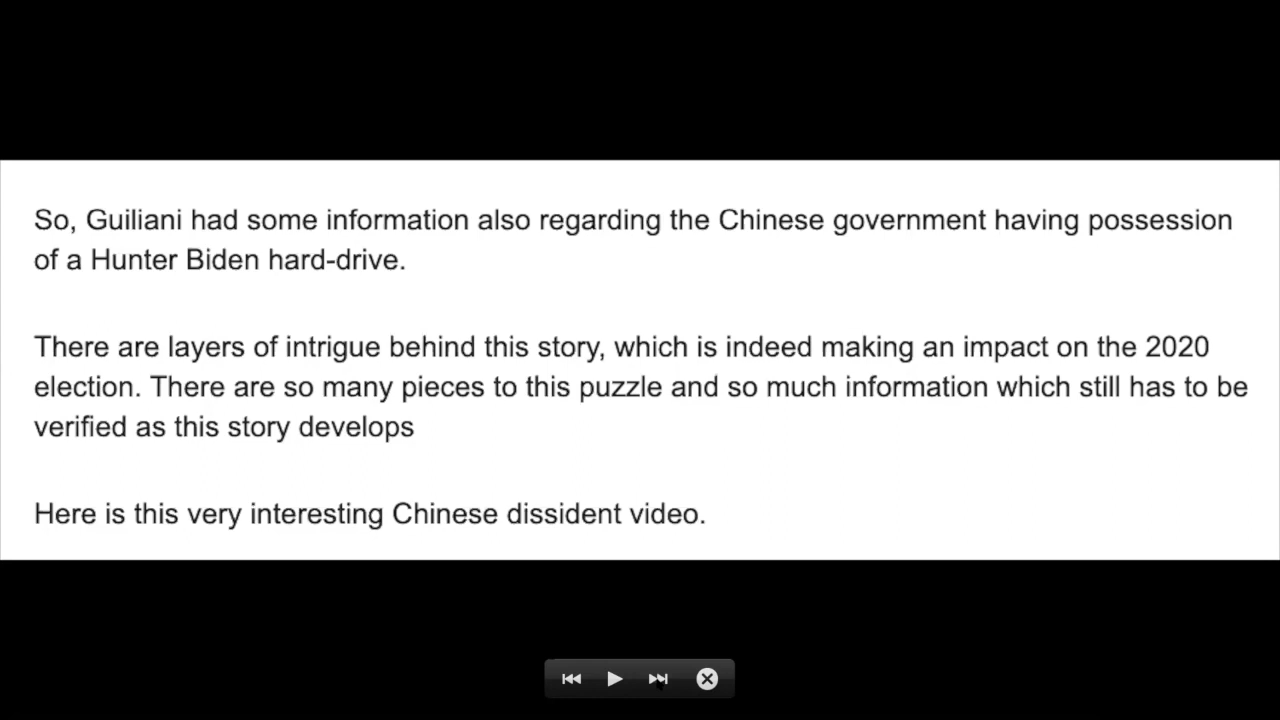 So, Guiliani had some information also regarding the Chinese government having possession
of a Hunter Biden hard-drive.
There are layers of intrigue behind this story, which is indeed making an impact on the 2020
election. There are so many pieces to this puzzle and so much information which still has to be
verified as this story develops
Here is this very interesting Chinese dissident video.